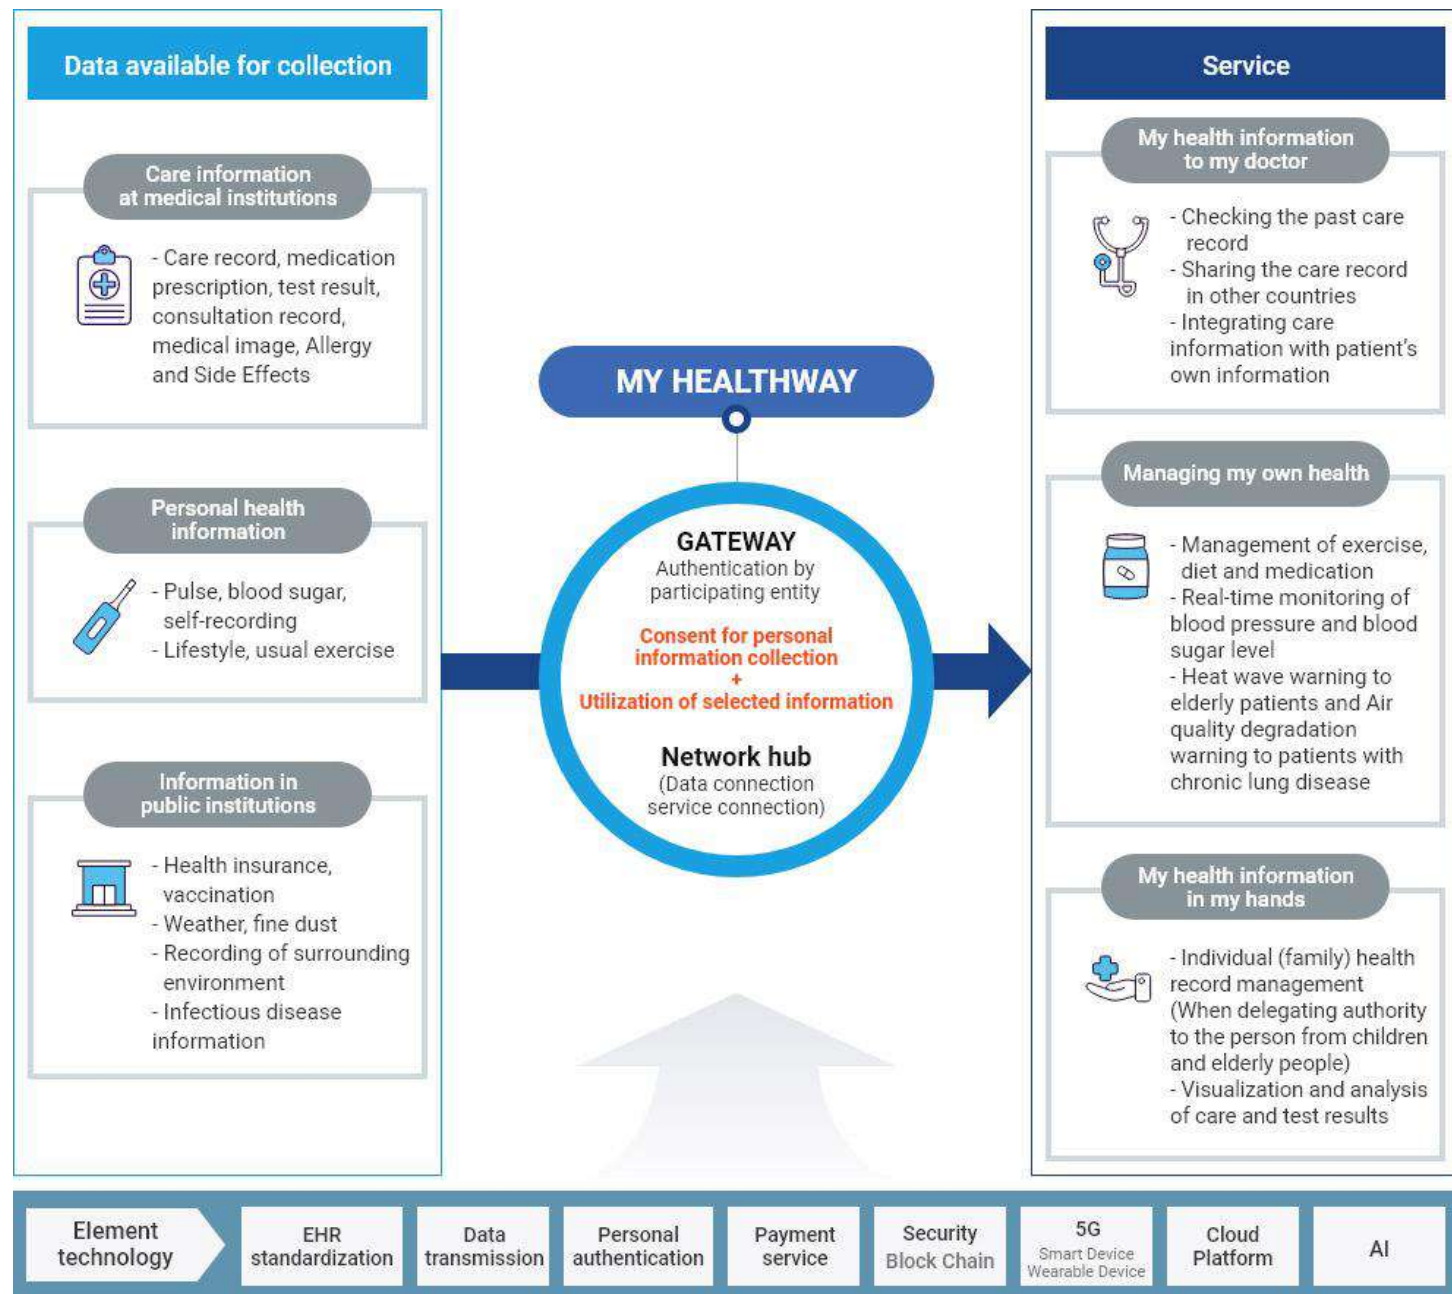 Data available for collection
Care information
at medical institutions
- Care record, medication
prescription, test result,
consultation record,
medical image, Allergy
and Side Effects
Personal health
information
- Pulse, blood sugar,
self-recording
- Lifestyle, usual exercise
Information in
public institutions
- Health insurance,
vaccination
- Weather, fine dust
- Recording of surrounding
environment
- Infectious disease
information
MY HEALTHWAY
GATEWAY
Authentication by
participating entity
Consent for personal
information collection
+
Utilization of selected information
Network hub
(Data connection
service connection)
Service
My health information
to my doctor
- Checking the past care
record
- Sharing the care record
in other countries
- Integrating care
information with patient's
own information
Managing my own health
- Management of exercise,
diet and medication
- Real-time monitoring of
blood pressure and blood
sugar level
- Heat wave warning to
elderly patients and Air
quality degradation
warning to patients with
chronic lung disease
My health information
in my hands
- Individual (family) health
record management
(When delegating authority
to the person from children
and elderly people)
- Visualization and analysis
of care and test results
Element
technology
EHR
standardization
Data
transmission
Personal
authentication
Payment
service
Security
Block Chain
5G
Smart Device
Wearable Device
Cloud
Platform
AI